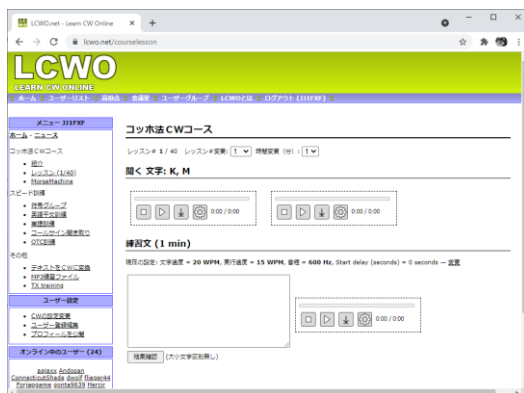 LCWO.net - Learn CW Online
lcwo.net/courselesson
LCWO
LEARN CW ONLINE
ホーム ユーザーリスト 高得点 会議室 ユーザーグループ LCWOとは ログアウト (JJ1FXF)
メニュー JJ1FXF
ホーム - ニュース
コッホ法CWコース
紹介
レッスン (1/40)
MorseMachine
スピード訓練
符号グループ
英語平文訓練
単語訓練
コールサイン聞き取り
QTC訓練
その他
テキストをCWに変換
MP3練習ファイル
TX training
ユーザー設定
CWの設定変更
ユーザー登録編集
プロフィールを公開
オンライン中のユーザー (24)
Andosan
ConnecticutShade dwolf flieger44
コッホ法CWコース
レッスン# 1 / 40 レッスン#変更: 1 時間変更 (分) : 1
聞く 文字: K, M
0:00 / 0:00
0:00 / 0:00
練習文 (1 min)
現在の設定: 文字速度 = 20 WPM, 実行速度 = 15 WPM, 音程 = 600 Hz, Start delay (seconds) = 0 seconds — 変更
0:00 / 0:00
結果確認 (大小文字区別無し)